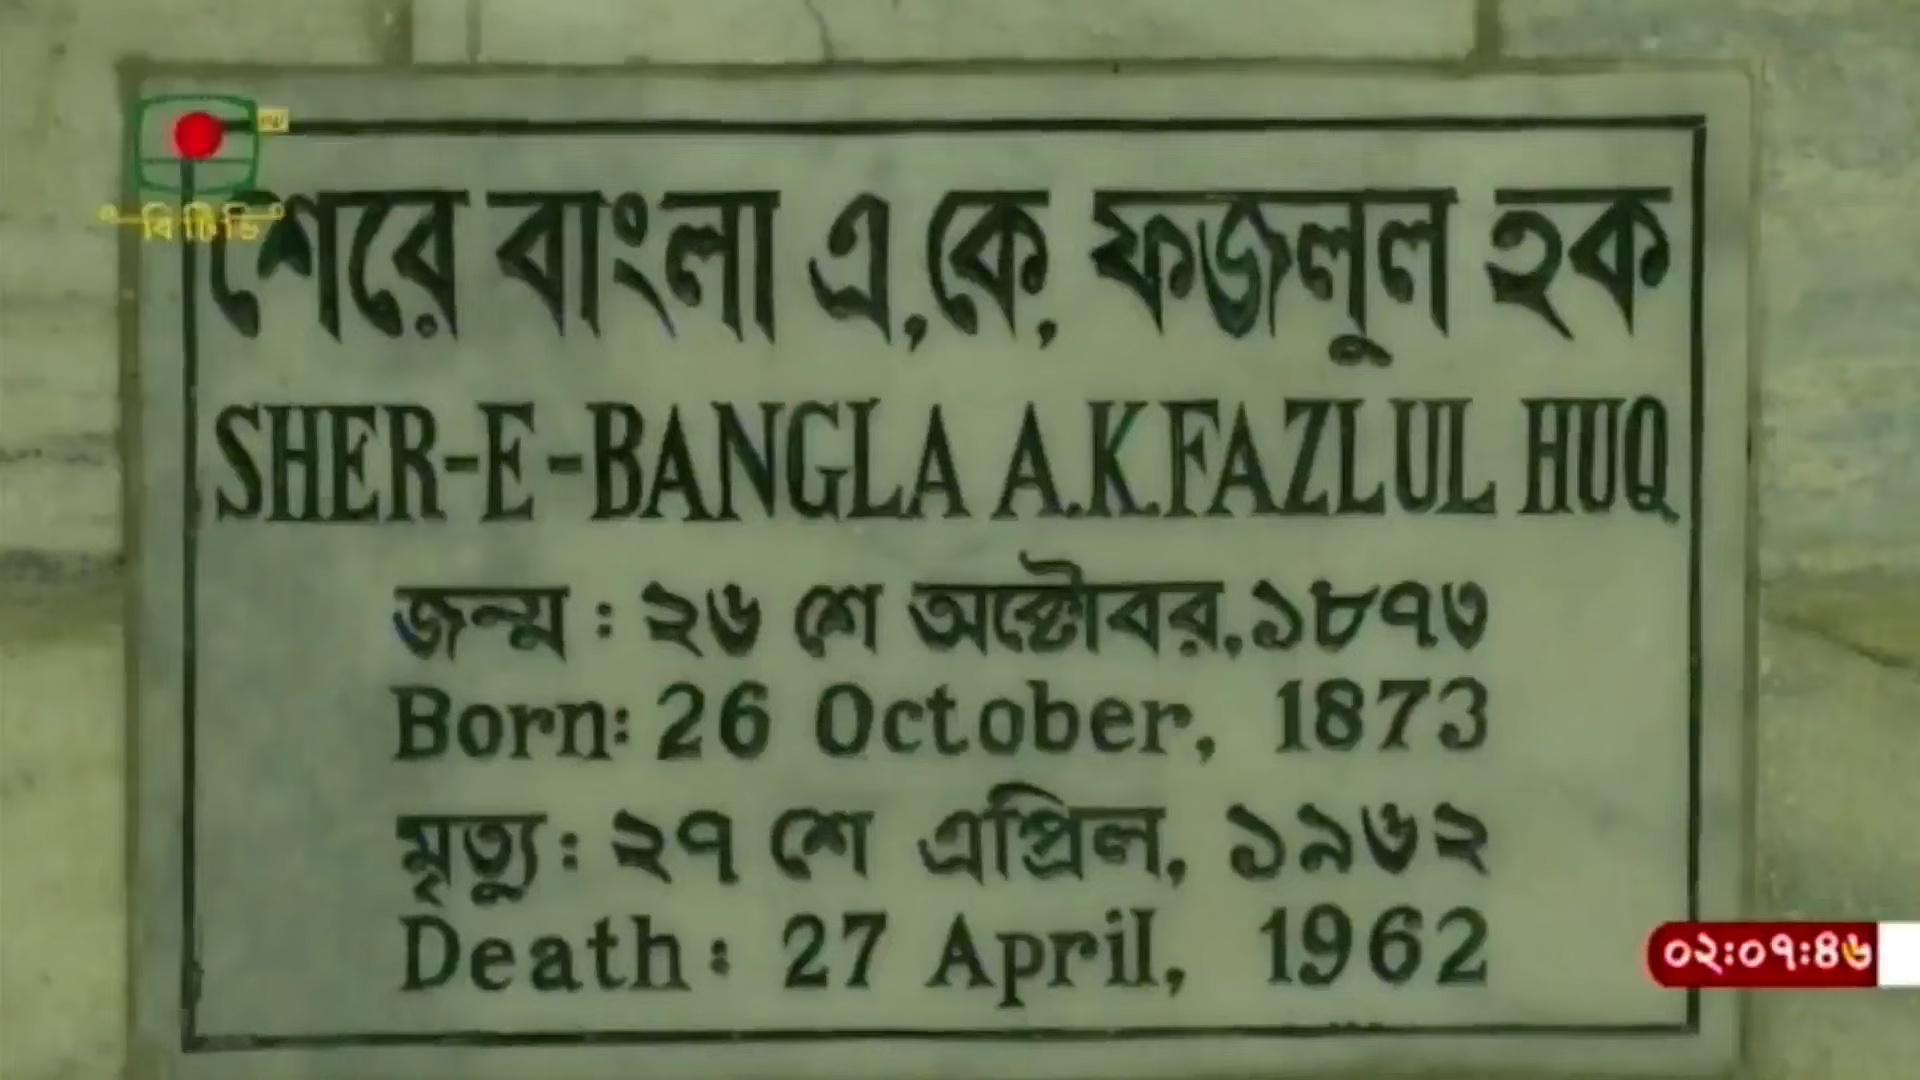 বিটিভি
শেরে বাংলা এ.কে. ফজলুল হক
SHER-E-BANGLA A.K.FAZLUL HUQ
জন্ম : ২৬ শে অক্টৌবর,১৮৭৩
Born: 26 October, 1873
মৃত্যু : ২৭ শে এপ্রিল, ১৯৬২
Death: 27 April, 1962
০২:০৭:৪৬